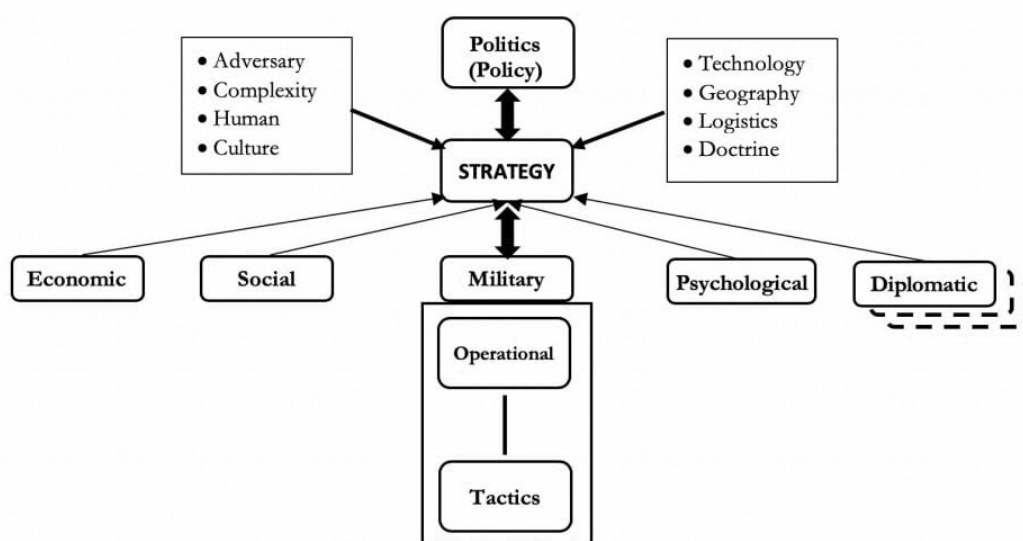 Politics
(Policy)
• Adversary
• Complexity
• Human
• Culture
• Technology
• Geography
• Logistics
• Doctrine
STRATEGY
Economic
Social
Military
Psychological
Diplomatic
Operational
Tactics